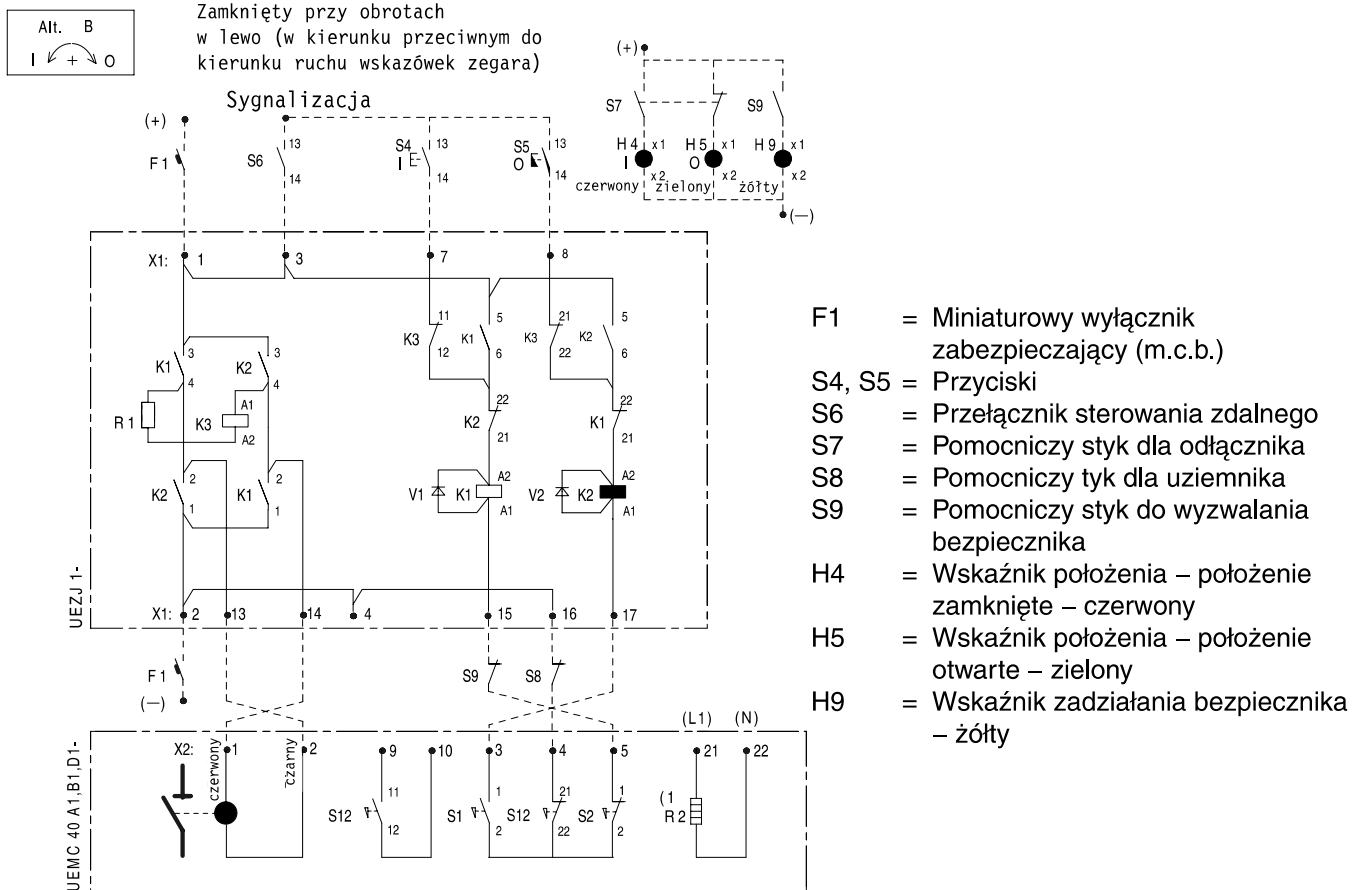 Alt. B
I + O
Zamknięty przy obrotach
w lewo (w kierunku przeciwnym do
kierunku ruchu wskazówek zegara)
Sygnalizacja
(+)
F1
S6
13
14
S4
I
13
14
S5
O
13
14
(+)
S7
S9
H4 x1
I
x2
H5 x1
O
x2
H9 x1
x2
czerwony
zielony
żółty
(—)
X1: 1
3
7
8
K1
3
4
K2
3
4
R1
K3
A1
A2
K2
2
1
K1
2
1
K3
11
12
K1
5
6
K3
21
22
K2
5
6
K2
22
21
K1
22
21
V1
K1
A2
A1
V2
K2
A2
A1
UEZJ 1-
X1: 2
13
14
4
15
16
17
F1
(—)
S9
S8
(L1)
(N)
X2: 1
2
9
10
3
4
5
21
22
czerwony
czarny
S12
11
12
S1
1
2
S12
21
22
S2
1
2
(1
R2
UEMC 40 A1,B1,D1-
F1 = Miniaturowy wyłącznik
zabezpieczający (m.c.b.)
S4, S5 = Przyciski
S6 = Przełącznik sterowania zdalnego
S7 = Pomocniczy styk dla odłącznika
S8 = Pomocniczy tyk dla uziemnika
S9 = Pomocniczy styk do wyzwalania
bezpiecznika
H4 = Wskaźnik położenia – położenie
zamknięte – czerwony
H5 = Wskaźnik położenia – położenie
otwarte – zielony
H9 = Wskaźnik zadziałania bezpiecznika
– żółty